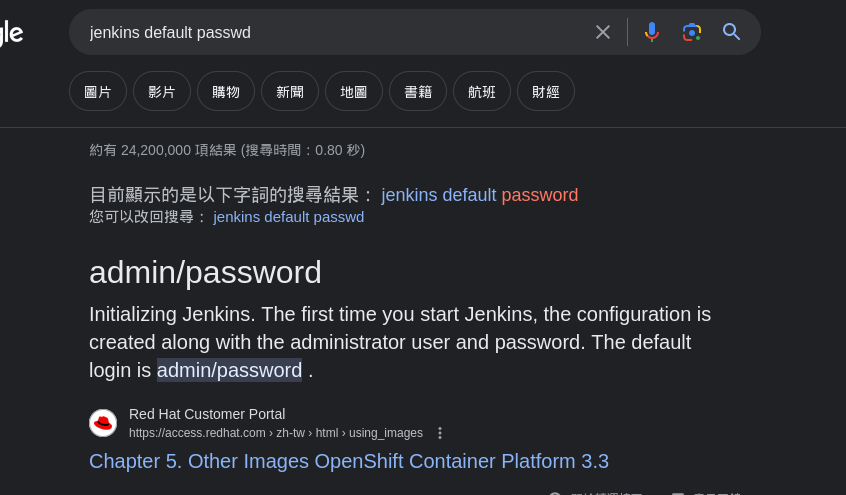 gle
jenkins default passwd
圖片 影片 購物 新聞 地圖 書籍 航班 財經
約有 24,200,000 項結果 (搜尋時間：0.80 秒)
目前顯示的是以下字詞的搜尋結果： jenkins default password
您可以改回搜尋： jenkins default passwd
admin/password
Initializing Jenkins. The first time you start Jenkins, the configuration is
created along with the administrator user and password. The default
login is admin/password .
Red Hat Customer Portal
https://access.redhat.com › zh-tw › html › using_images
Chapter 5. Other Images OpenShift Container Platform 3.3